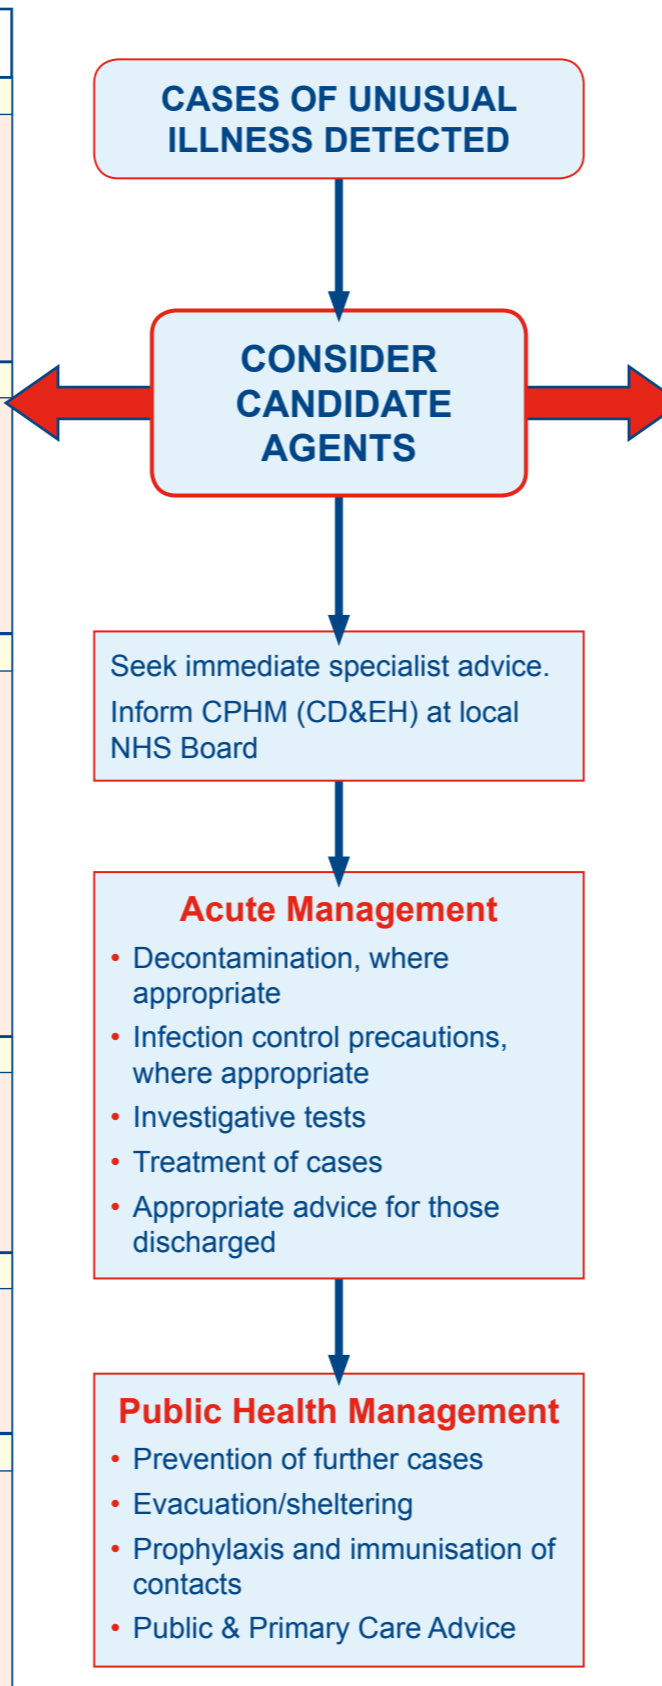 CASES OF UNUSUAL
ILLNESS DETECTED
CONSIDER
CANDIDATE
AGENTS
Seek immediate specialist advice.
Inform CPHM (CD&EH) at local
NHS Board
Acute Management
• Decontamination, where
appropriate
• Infection control precautions,
where appropriate
• Investigative tests
• Treatment of cases
• Appropriate advice for those
discharged
Public Health Management
• Prevention of further cases
• Evacuation/sheltering
• Prophylaxis and immunisation of
contacts
• Public & Primary Care Advice